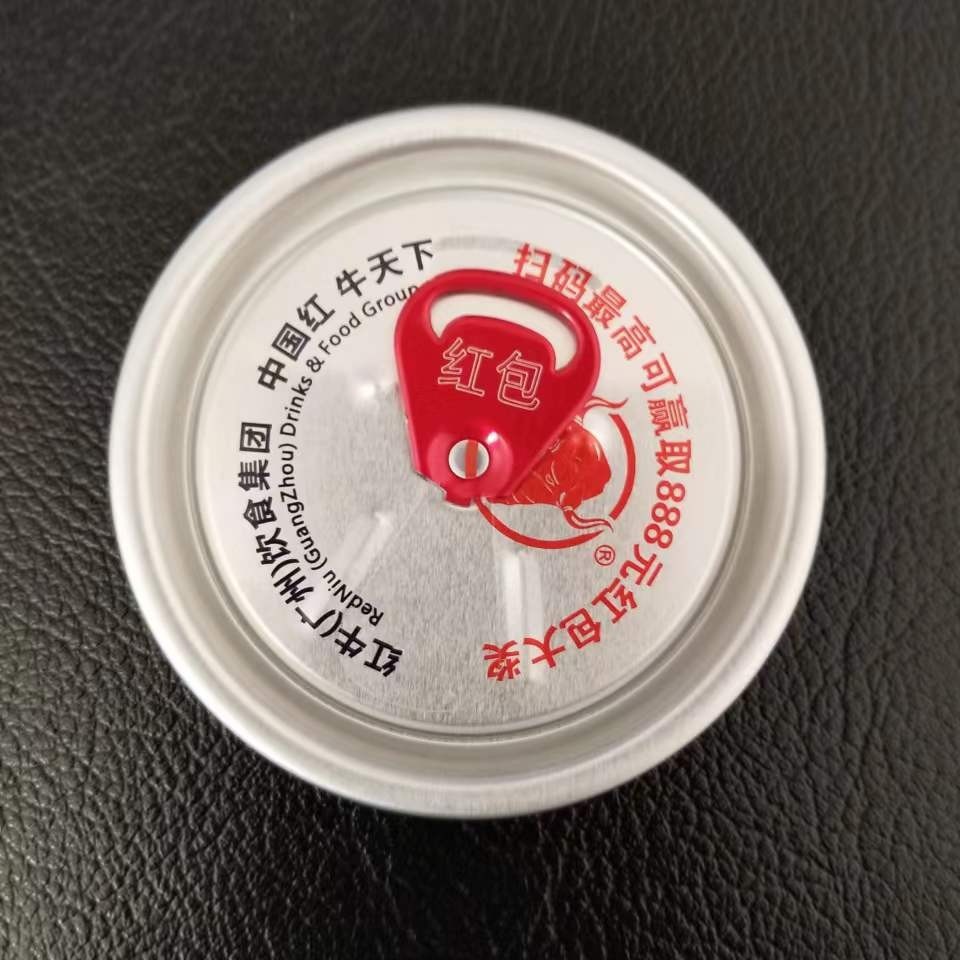 红牛(广州)饮食集团 中国红 牛天下
RedNiu (GuangZhou) Drinks & Food Group
红包
扫码最高可赢取888元红包大奖
®